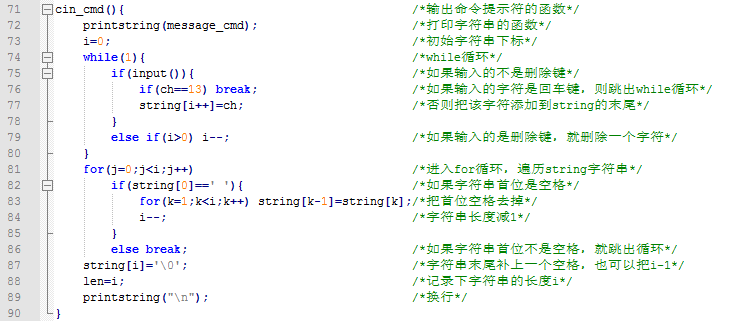 71 cin_cmd(){ /*输出命令提示符的函数*/
72 printstring(message_cmd); /*打印字符串的函数*/
73 i=0; /*初始字符串下标*/
74 while(1){ /*while循环*/
75 if(input()){ /*如果输入的不是删除键*/
76 if(ch==13) break; /*如果输入的字符是回车键，则跳出while循环*/
77 string[i++]=ch; /*否则把该字符添加到string的末尾*/
78 }
79 else if(i>0) i--; /*如果输入的是删除键，就删除一个字符*/
80 }
81 for(j=0;j<i;j++) /*进入for循环，遍历string字符串*/
82 if(string[0]==' '){ /*如果字符串首位是空格*/
83 for(k=1;k<i;k++) string[k-1]=string[k];/*把首位空格去掉*/
84 i--; /*字符串长度减1*/
85 }
86 else break; /*如果字符串首位不是空格，就跳出循环*/
87 string[i]='\0'; /*字符串末尾补上一个空格，也可以把i-1*/
88 len=i; /*记录下字符串的长度i*/
89 printstring("\n"); /*换行*/
90 }